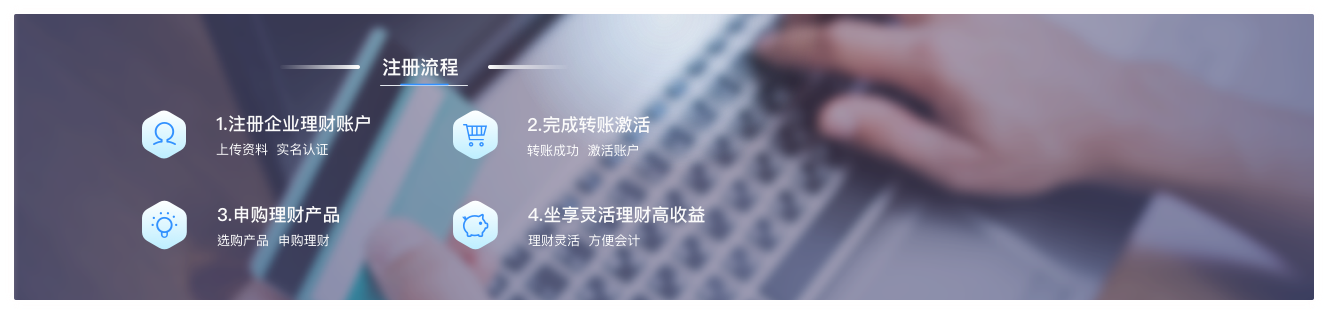 注册流程
1.注册企业理财账户
上传资料 实名认证
2.完成转账激活
转账成功 激活账户
3.申购理财产品
选购产品 申购理财
4.坐享灵活理财高收益
理财灵活 方便会计